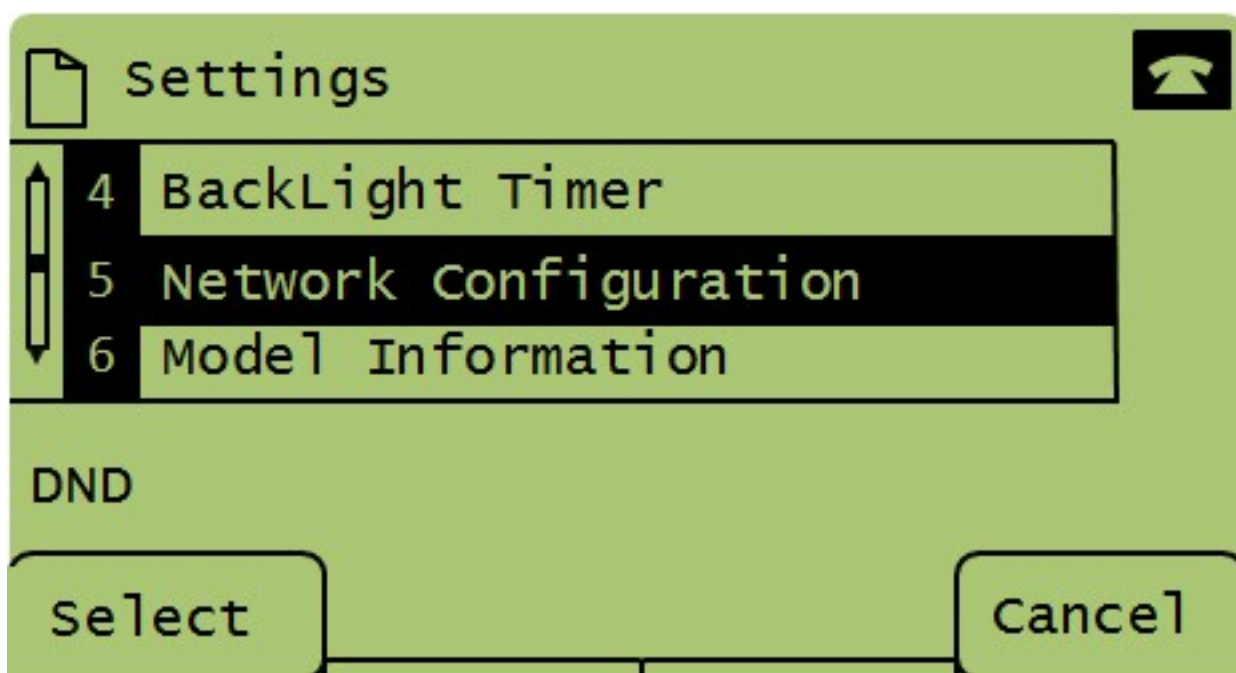 Settings
4 BackLight Timer
5 Network Configuration
6 Model Information
DND
Select Cancel